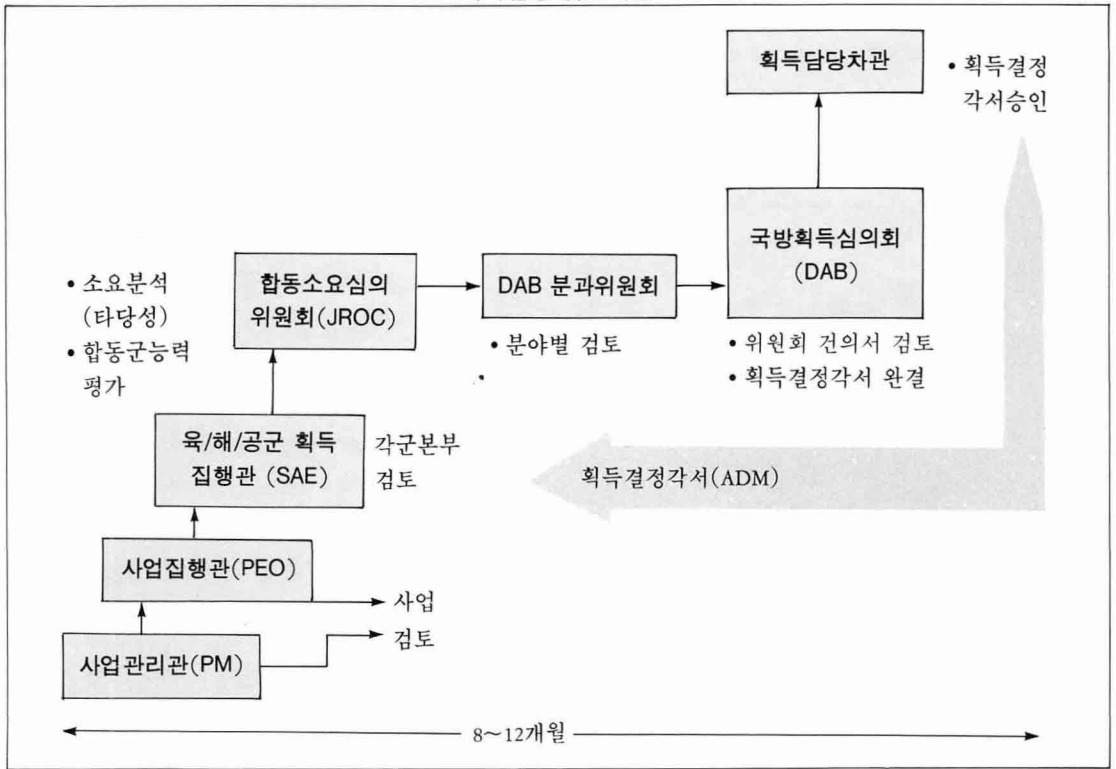 획득담당차관
• 획득결정
각서승인
국방획득심의회
(DAB)
• 위원회 건의서 검토
• 획득결정각서 완결
DAB 분과위원회
• 분야별 검토
합동소요심의
위원회(JROC)
• 소요분석
(타당성)
• 합동군능력
평가
육/해/공군 획득
집행관 (SAE)
각군본부
검토
획득결정각서(ADM)
사업집행관(PEO)
사업
검토
사업관리관(PM)
8~12개월